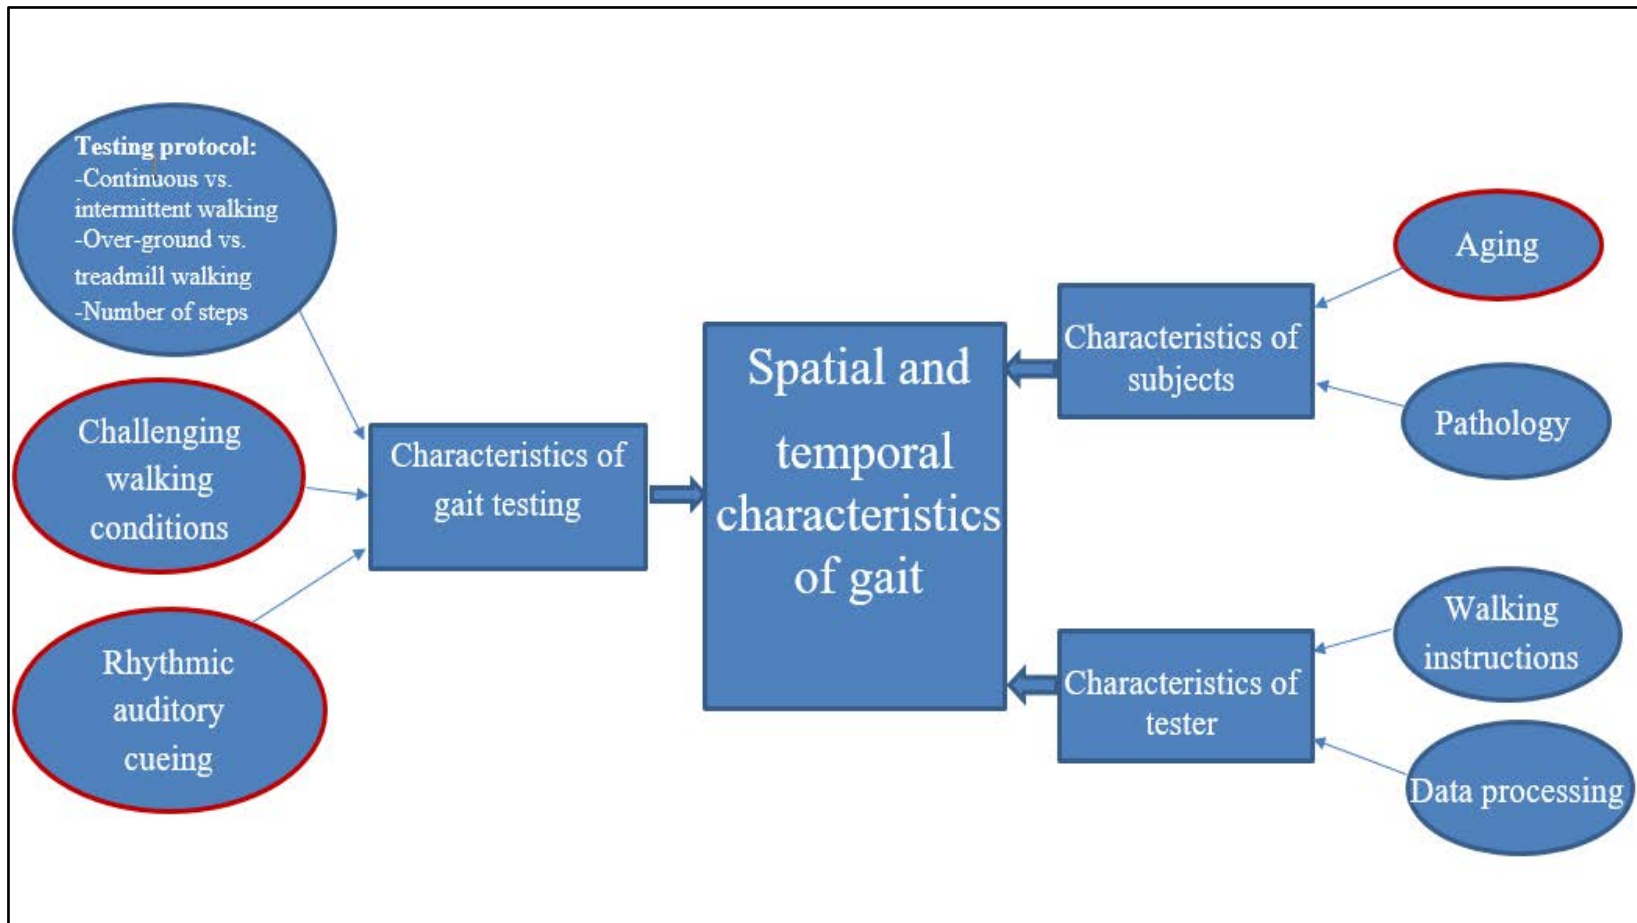 Testing protocol:
-Continuous vs.
intermittent walking
-Over-ground vs.
treadmill walking
-Number of steps
Challenging
walking
conditions
Rhythmic
auditory
cueing
Characteristics of
gait testing
Spatial and
temporal
characteristics
of gait
Characteristics of
subjects
Aging
Pathology
Characteristics of
tester
Walking
instructions
Data processing